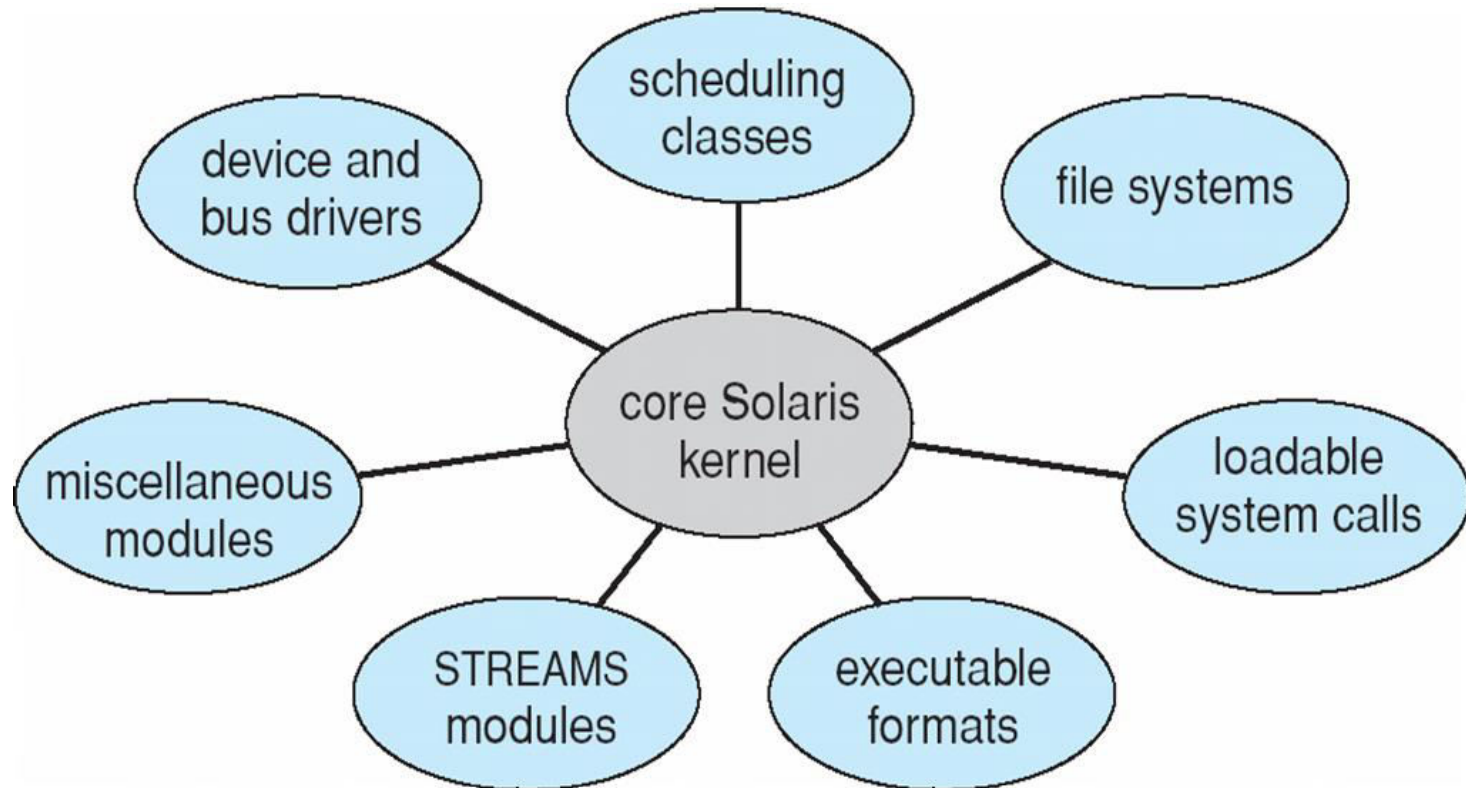 scheduling
classes
device and
bus drivers
file systems
core Solaris
kernel
loadable
system calls
miscellaneous
modules
STREAMS
modules
executable
formats